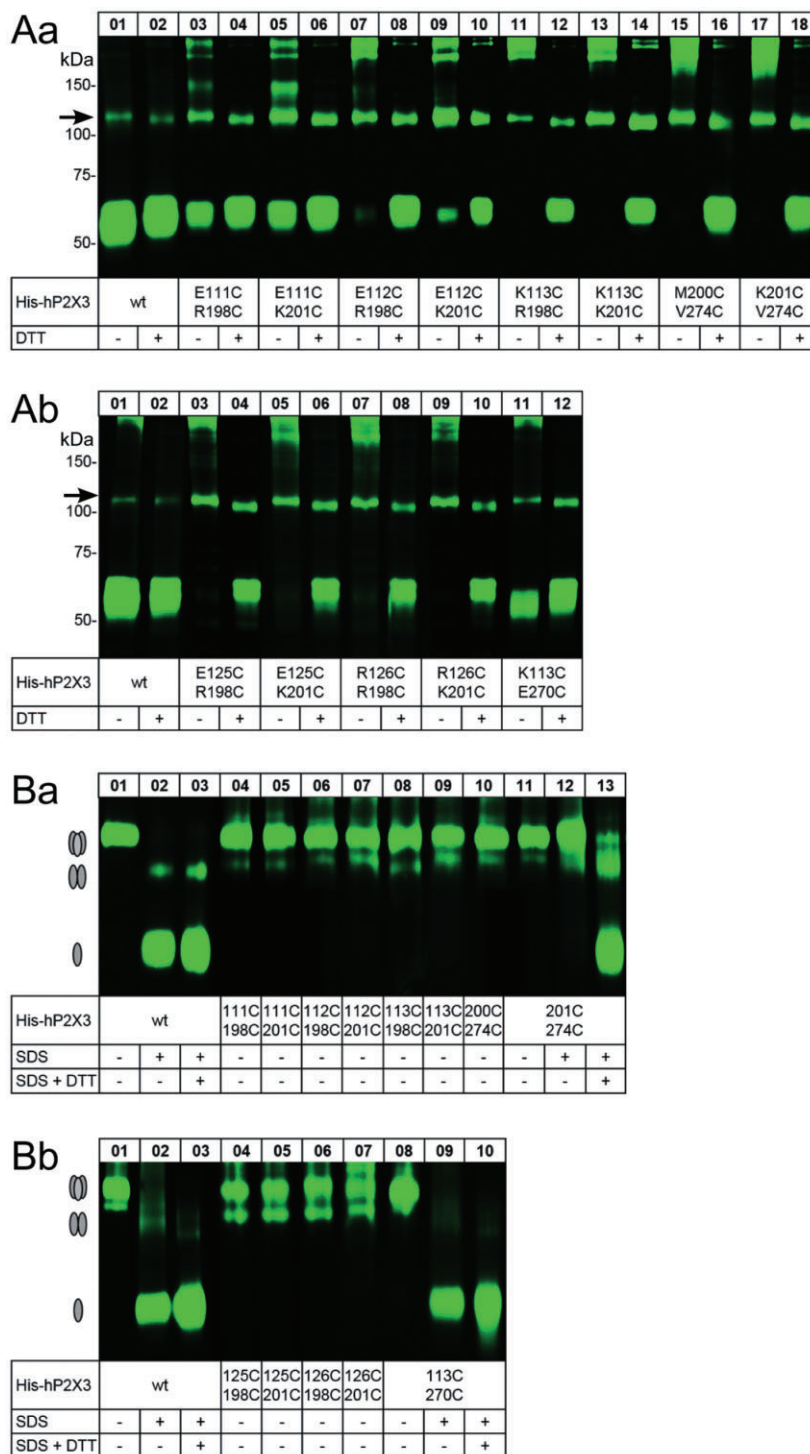 Aa
01 02 03 04 05 06 07 08 09 10 11 12 13 14 15 16 17 18
kDa
150-
100-
75-
50-
His-hP2X3 wt E111C R198C E111C K201C E112C R198C E112C K201C K113C R198C K113C K201C M200C V274C K201C V274C
DTT - + - + - + - + - + - + - + - + - +
Ab
01 02 03 04 05 06 07 08 09 10 11 12
kDa
150-
100-
75-
50-
His-hP2X3 wt E125C R198C E125C K201C R126C R198C R126C K201C K113C E270C
DTT - + - + - + - + - + - +
Ba
01 02 03 04 05 06 07 08 09 10 11 12 13
His-hP2X3 wt 111C 198C 111C 201C 112C 198C 112C 201C 113C 198C 113C 201C 200C 274C 201C 274C
SDS - + + - - - - - - - - + +
SDS + DTT - - + - - - - - - - - - +
Bb
01 02 03 04 05 06 07 08 09 10
His-hP2X3 wt 125C 198C 125C 201C 126C 198C 126C 201C 113C 270C
SDS - + + - - - - - + +
SDS + DTT - - + - - - - - - +